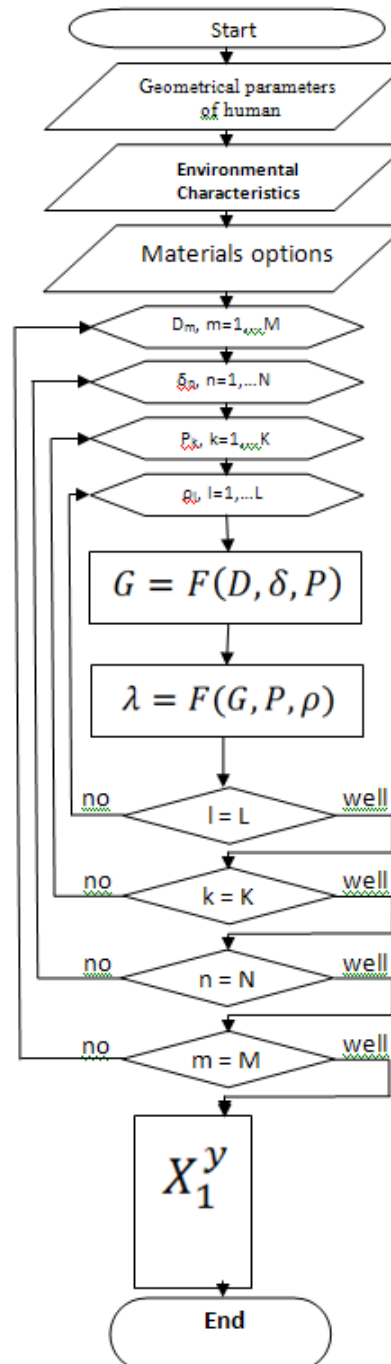 Start
Geometrical parameters
of human
Environmental
Characteristics
Materials options
Dₘ, m=1,...M
δₙ, n=1,...N
Pₖ, k=1,...K
ρₗ, l=1,...L
G = F(D, δ, P)
λ = F(G, P, ρ)
no
l = L
well
no
k = K
well
no
n = N
well
no
m = M
well
X₁ʸ
End